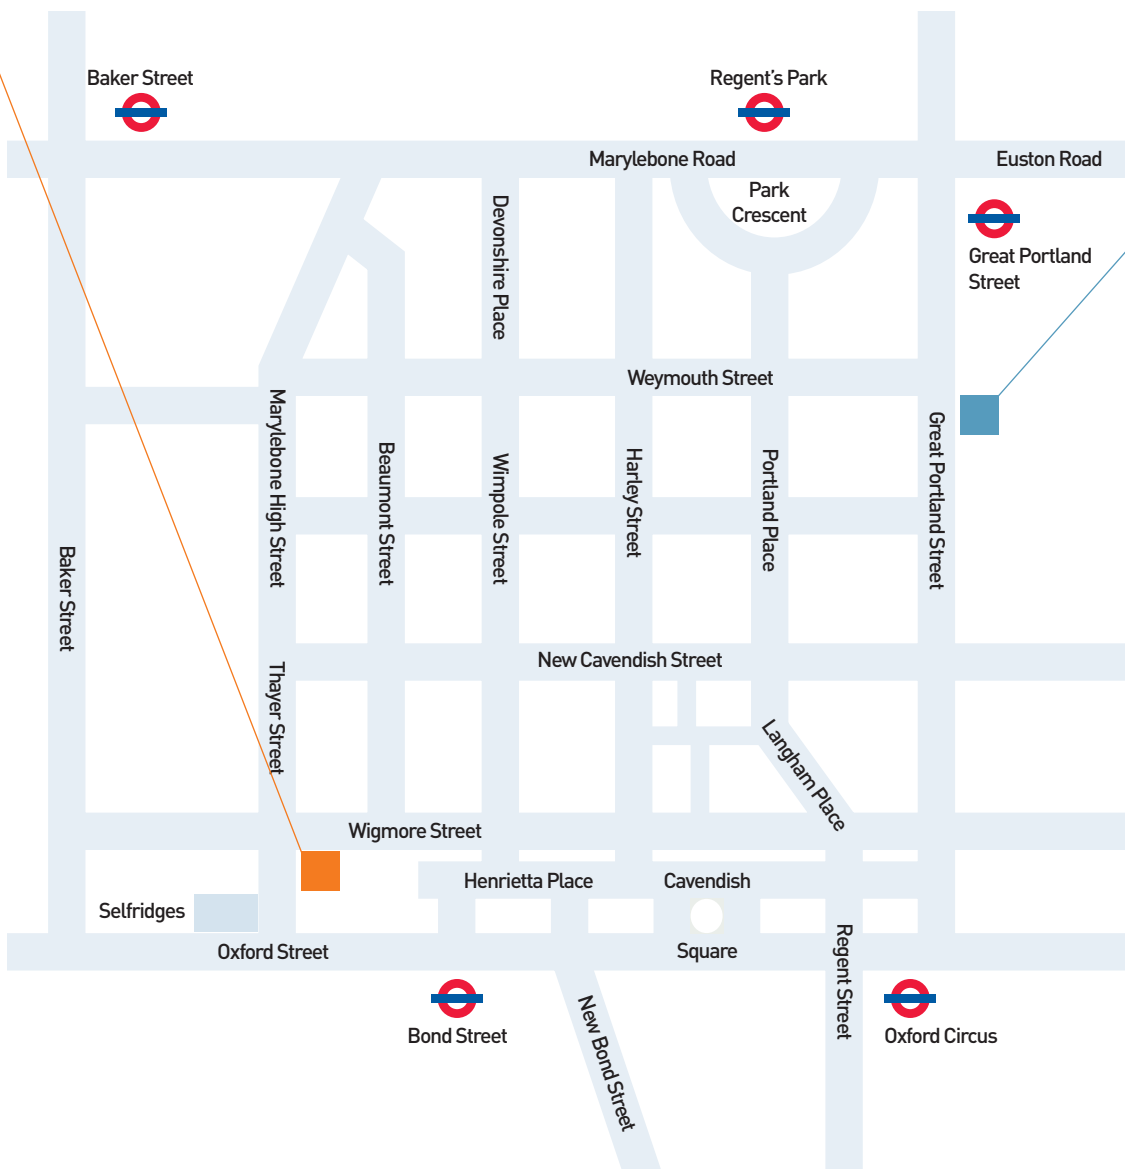 Baker Street
Regent's Park
Marylebone Road
Euston Road
Park
Crescent
Great Portland
Street
Devonshire Place
Weymouth Street
Marylebone High Street
Beaumont Street
Wimpole Street
Harley Street
Portland Place
Great Portland Street
Baker Street
New Cavendish Street
Thayer Street
Langham Place
Wigmore Street
Henrietta Place
Cavendish
Selfridges
Oxford Street
Square
Regent Street
Bond Street
New Bond Street
Oxford Circus